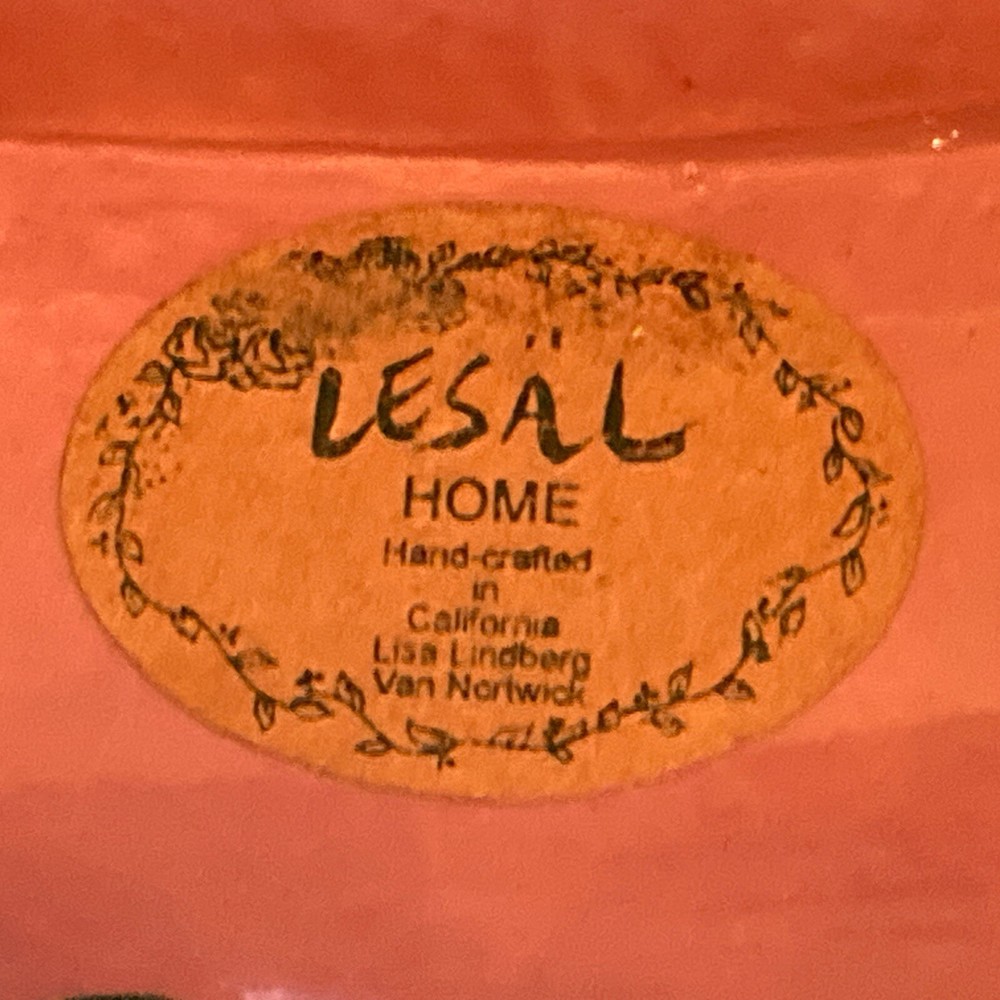 LESÄL
HOME
Hand-crafted
in
California
Lisa Lindberg
Van Nortwick